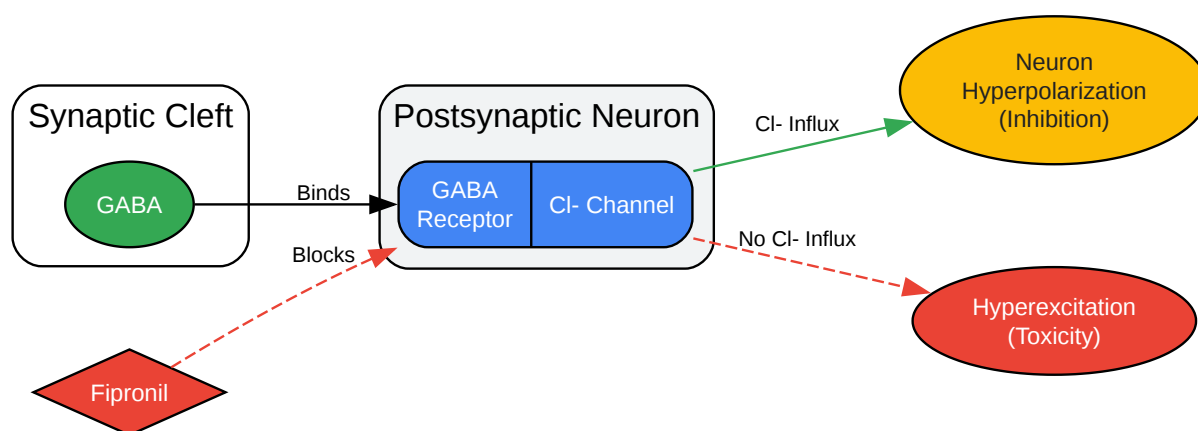 Synaptic Cleft
GABA
Binds
Blocks
Fipronil
Postsynaptic Neuron
GABA
Receptor
Cl- Channel
Cl- Influx
No Cl- Influx
Neuron
Hyperpolarization
(Inhibition)
Hyperexcitation
(Toxicity)